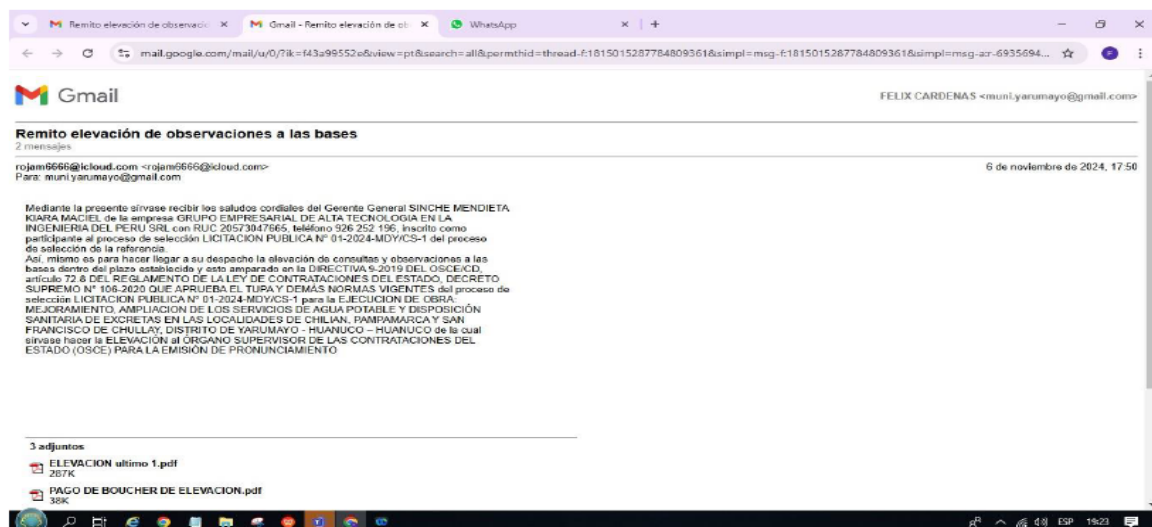 Remito elevación de observacio
Gmail - Remito elevación de ob
WhatsApp
mail.google.com/mail/u/0/?ik=f43a99552e&view=pt&search=all&permthid=thread-f:1815015287784809361&simpl=msg-f:1815015287784809361&simpl=msg-a:r-6935694...
Gmail
FELIX CARDENAS <muni.yarumayo@gmail.com>
Remito elevación de observaciones a las bases
2 mensajes
rojam6666@icloud.com <rojam6666@icloud.com>
6 de noviembre de 2024, 17:50
Para: muni.yarumayo@gmail.com
Mediante la presente sírvase recibir los saludos cordiales del Gerente General SINCHE MENDIETA
KIARA MACIEL de la empresa GRUPO EMPRESARIAL DE ALTA TECNOLOGIA EN LA
INGENIERIA DEL PERU SRL con RUC 20573047665, teléfono 926 252 196, inscrito como
participante al proceso de selección LICITACION PUBLICA N° 01-2024-MDY/CS-1 del proceso
de selección de la referencia.
Así, mismo es para hacer llegar a su despacho la elevación de consultas y observaciones a las
bases dentro del plazo establecido y esto amparado en la DIRECTIVA 9-2019 DEL OSCE/CD,
artículo 72.8 DEL REGLAMENTO DE LA LEY DE CONTRATACIONES DEL ESTADO, DECRETO
SUPREMO N° 106-2020 QUE APRUEBA EL TUPA Y DEMÁS NORMAS VIGENTES del proceso de
selección LICITACION PUBLICA N° 01-2024-MDY/CS-1 para la EJECUCION DE OBRA:
MEJORAMIENTO, AMPLIACION DE LOS SERVICIOS DE AGUA POTABLE Y DISPOSICIÓN
SANITARIA DE EXCRETAS EN LAS LOCALIDADES DE CHILIAN, PAMPAMARCA Y SAN
FRANCISCO DE CHULLAY, DISTRITO DE YARUMAYO - HUANUCO – HUANUCO de la cual
sírvase hacer la ELEVACIÓN al ÓRGANO SUPERVISOR DE LAS CONTRATACIONES DEL
ESTADO (OSCE) PARA LA EMISIÓN DE PRONUNCIAMIENTO
3 adjuntos
ELEVACION ultimo 1.pdf
287K
PAGO DE BOUCHER DE ELEVACION.pdf
38K
ESP 19:23